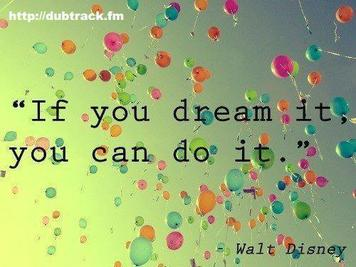 http://dubtrack.fm
“If you dream it,
you can do it.”
- Walt Disney